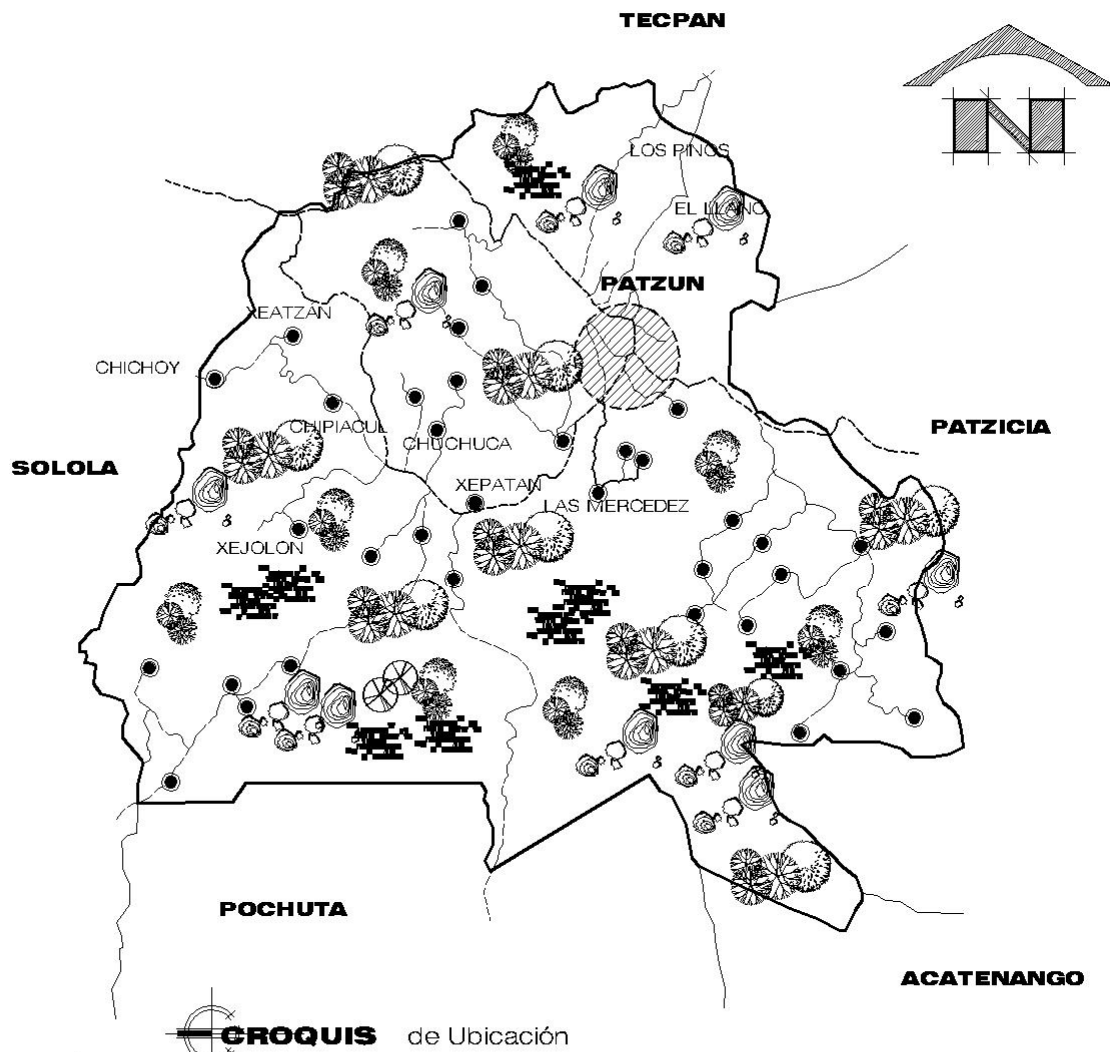 TECPAN
N
LOS PINOS
EL LLANO
PATZUN
XEATZAN
CHICHOY
CHIPIACUL
CHUCHUCA
PATZICIA
SOLOLA
XEPATAN
LAS MERCEDEZ
XEJOLON
POCHUTA
ACATENANGO
CROQUIS de Ubicación